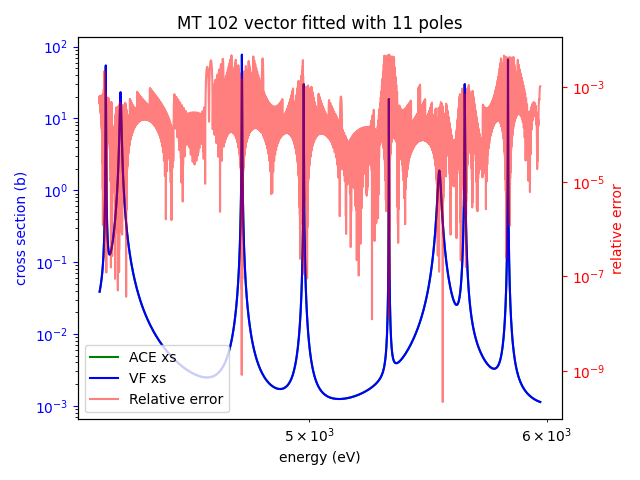 MT 102 vector fitted with 11 poles
cross section (b)
10²
10¹
10⁰
10⁻¹
10⁻²
10⁻³
ACE xs
VF xs
Relative error
10⁻³
10⁻⁵
10⁻⁷
10⁻⁹
relative error
5 × 10³
6 × 10³
energy (eV)